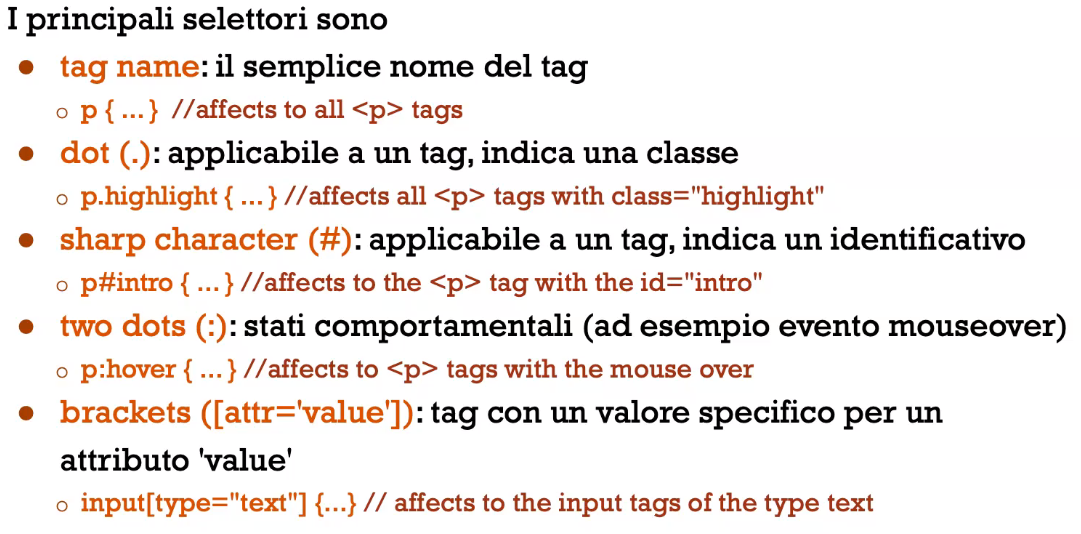 I principali selettori sono
● tag name: il semplice nome del tag
○ p { ... } //affects to all <p> tags
● dot (.): applicabile a un tag, indica una classe
○ p.highlight { ... } //affects all <p> tags with class="highlight"
● sharp character (#): applicabile a un tag, indica un identificativo
○ p#intro { ... } //affects to the <p> tag with the id="intro"
● two dots (:): stati comportamentali (ad esempio evento mouseover)
○ p:hover { ... } //affects to <p> tags with the mouse over
● brackets ([attr='value']): tag con un valore specifico per un
attributo 'value'
○ input[type="text"] {...} // affects to the input tags of the type text